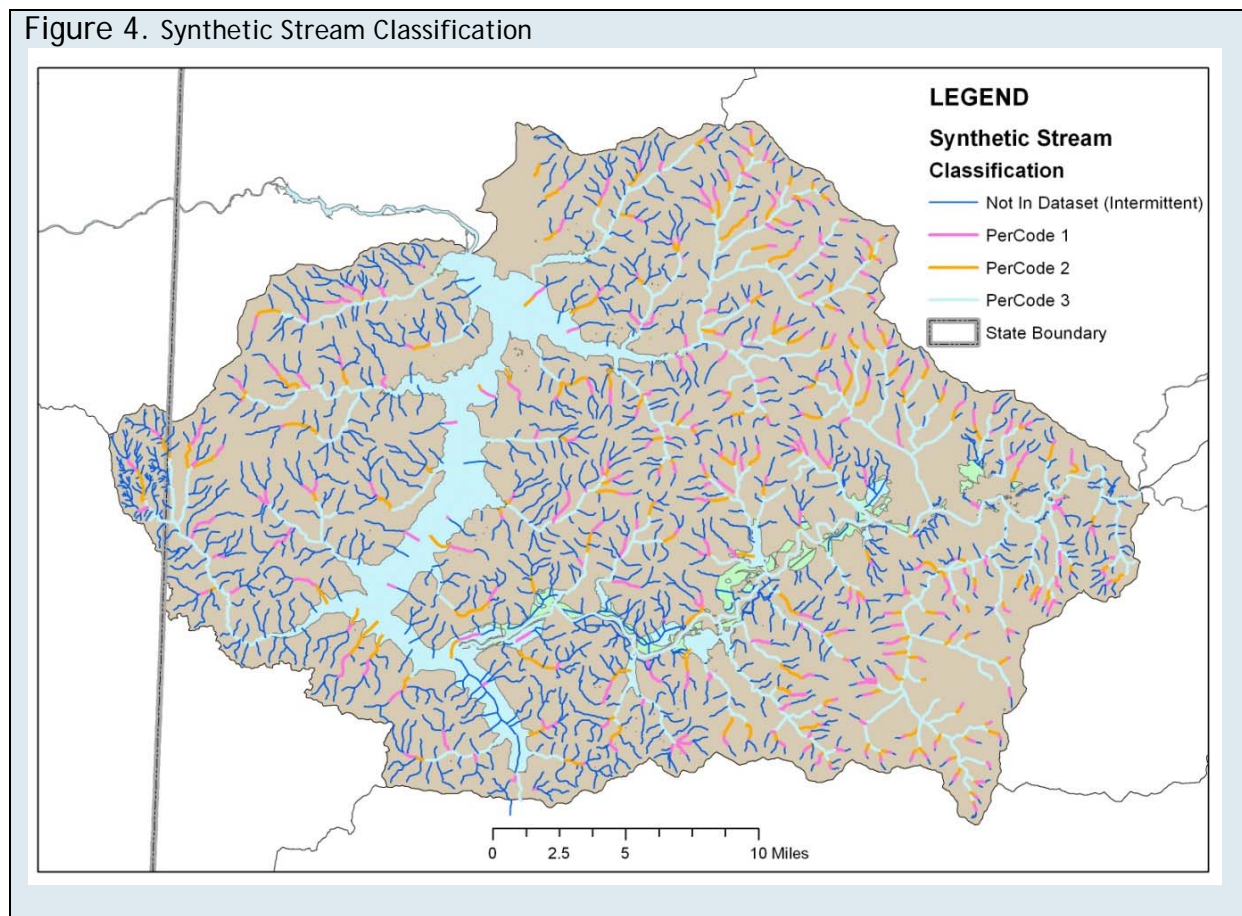 Figure 4. Synthetic Stream Classification
LEGEND
Synthetic Stream
Classification
Not In Dataset (Intermittent)
PerCode 1
PerCode 2
PerCode 3
State Boundary
0 2.5 5 10 Miles